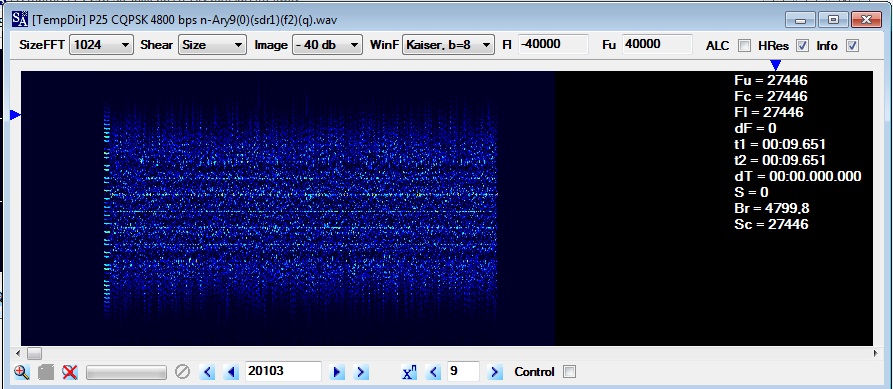 SA [TempDir] P25 CQPSK 4800 bps n-Ary9(0)(sdr1)(f2)(q).wav
SizeFFT 1024 Shear Size Image - 40 db WinF Kaiser, b=8 Fl -40000 Fu 40000 ALC HRes Info
Fu = 27446
Fc = 27446
Fl = 27446
dF = 0
t1 = 00:09.651
t2 = 00:09.651
dT = 00:00.000.000
S = 0
Br = 4799,8
Sc = 27446
20103 xⁿ 9 Control